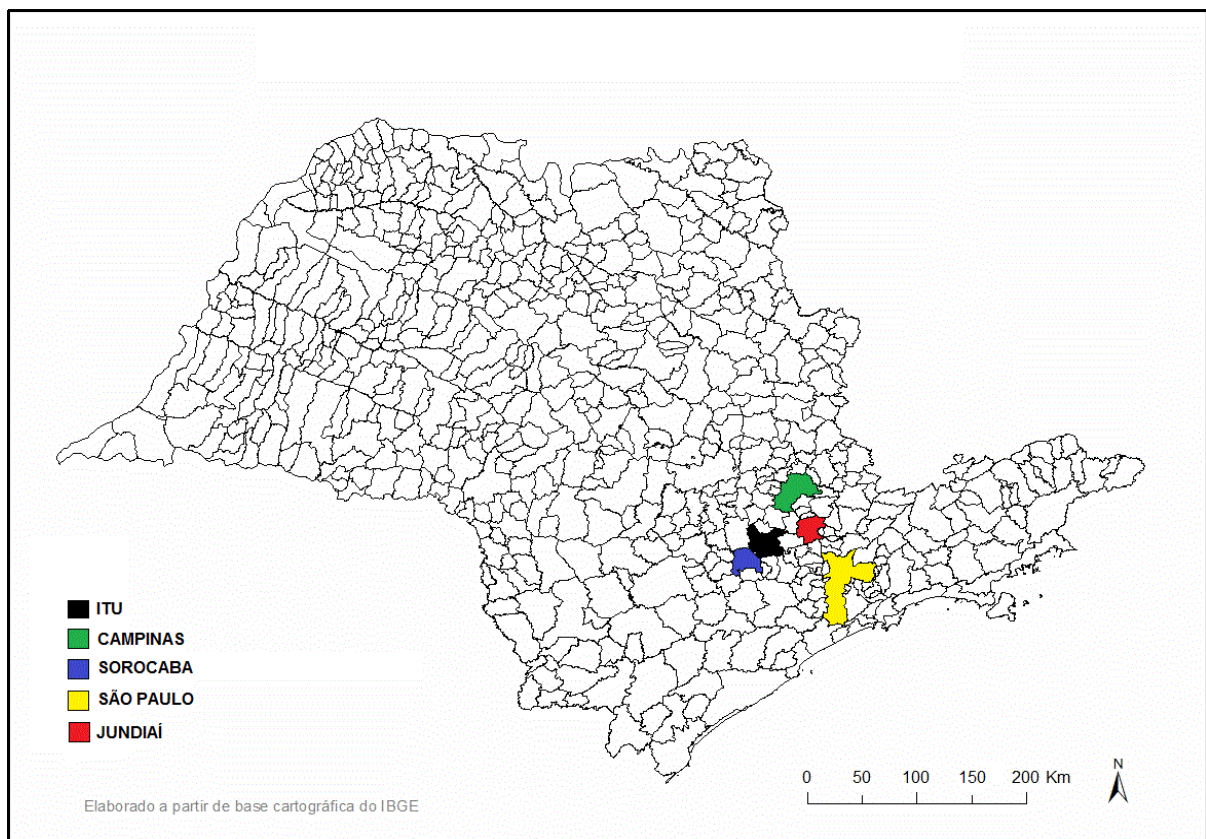 ITU
CAMPINAS
SOROCABA
SÃO PAULO
JUNDIAÍ
N
0 50 100 150 200 Km
Elaborado a partir de base cartográfica do IBGE